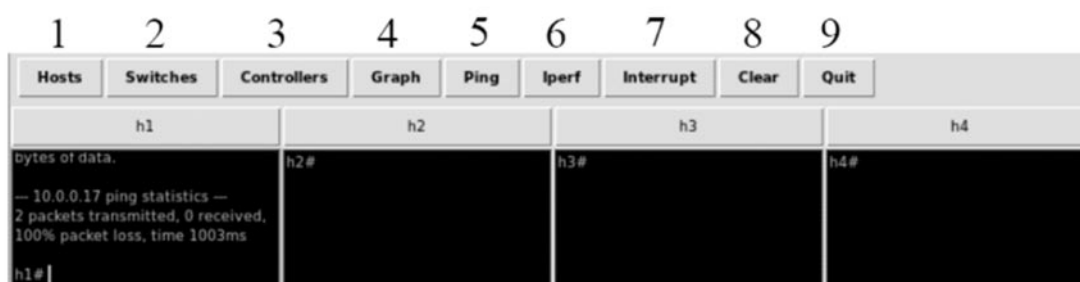 1 2 3 4 5 6 7 8 9
Hosts Switches Controllers Graph Ping Iperf Interrupt Clear Quit
h1 h2 h3 h4
bytes of data.
h2# h3# h4#
--- 10.0.0.17 ping statistics ---
2 packets transmitted, 0 received,
100% packet loss, time 1003ms
h1#